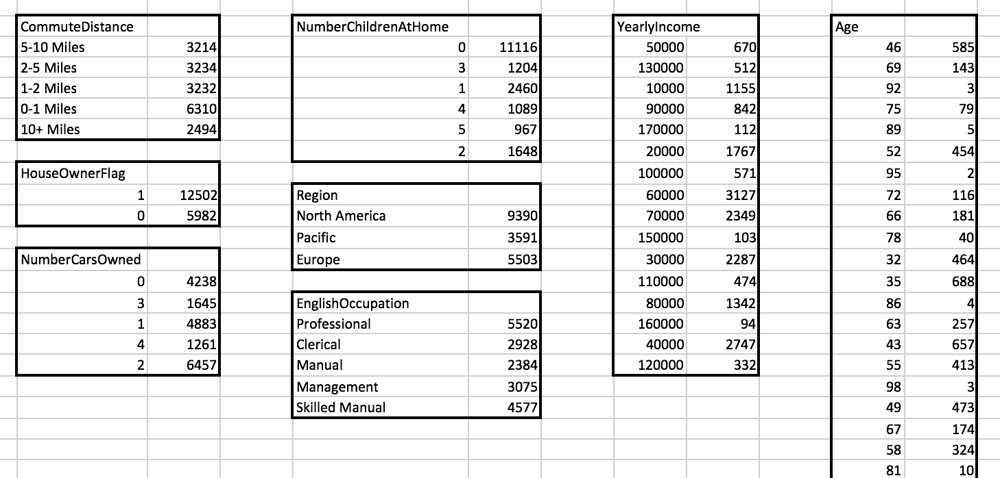 CommuteDistance
5-10 Miles 3214
2-5 Miles 3234
1-2 Miles 3232
0-1 Miles 6310
10+ Miles 2494
HouseOwnerFlag
1 12502
0 5982
NumberCarsOwned
0 4238
3 1645
1 4883
4 1261
2 6457
NumberChildrenAtHome
0 11116
3 1204
1 2460
4 1089
5 967
2 1648
Region
North America 9390
Pacific 3591
Europe 5503
EnglishOccupation
Professional 5520
Clerical 2928
Manual 2384
Management 3075
Skilled Manual 4577
YearlyIncome
50000 670
130000 512
10000 1155
90000 842
170000 112
20000 1767
100000 571
60000 3127
70000 2349
150000 103
30000 2287
110000 474
80000 1342
160000 94
40000 2747
120000 332
Age
46 585
69 143
92 3
75 79
89 5
52 454
95 2
72 116
66 181
78 40
32 464
35 688
86 4
63 257
43 657
55 413
98 3
49 473
67 174
58 324
81 10